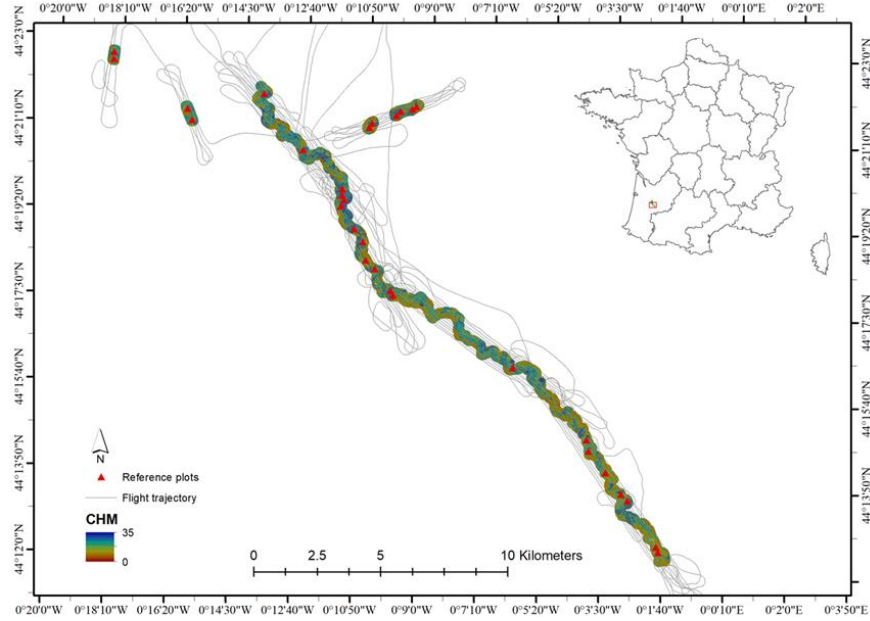 0°20'0"W 0°18'10"W 0°16'20"W 0°14'30"W 0°12'40"W 0°10'50"W 0°9'0"W 0°7'10"W 0°5'20"W 0°3'30"W 0°1'40"W 0°0'10"E 0°2'0"E
44°23'0"N
44°21'10"N
44°19'20"N
44°17'30"N
44°15'40"N
44°13'50"N
44°12'0"N
44°23'0"N
44°21'10"N
44°19'20"N
44°17'30"N
44°15'40"N
44°13'50"N
N
Reference plots
Flight trajectory
CHM
35
0
0 2.5 5 10 Kilometers
0°20'0"W 0°18'10"W 0°16'20"W 0°14'30"W 0°12'40"W 0°10'50"W 0°9'0"W 0°7'10"W 0°5'20"W 0°3'30"W 0°1'40"W 0°0'10"E 0°2'0"E 0°3'50"E